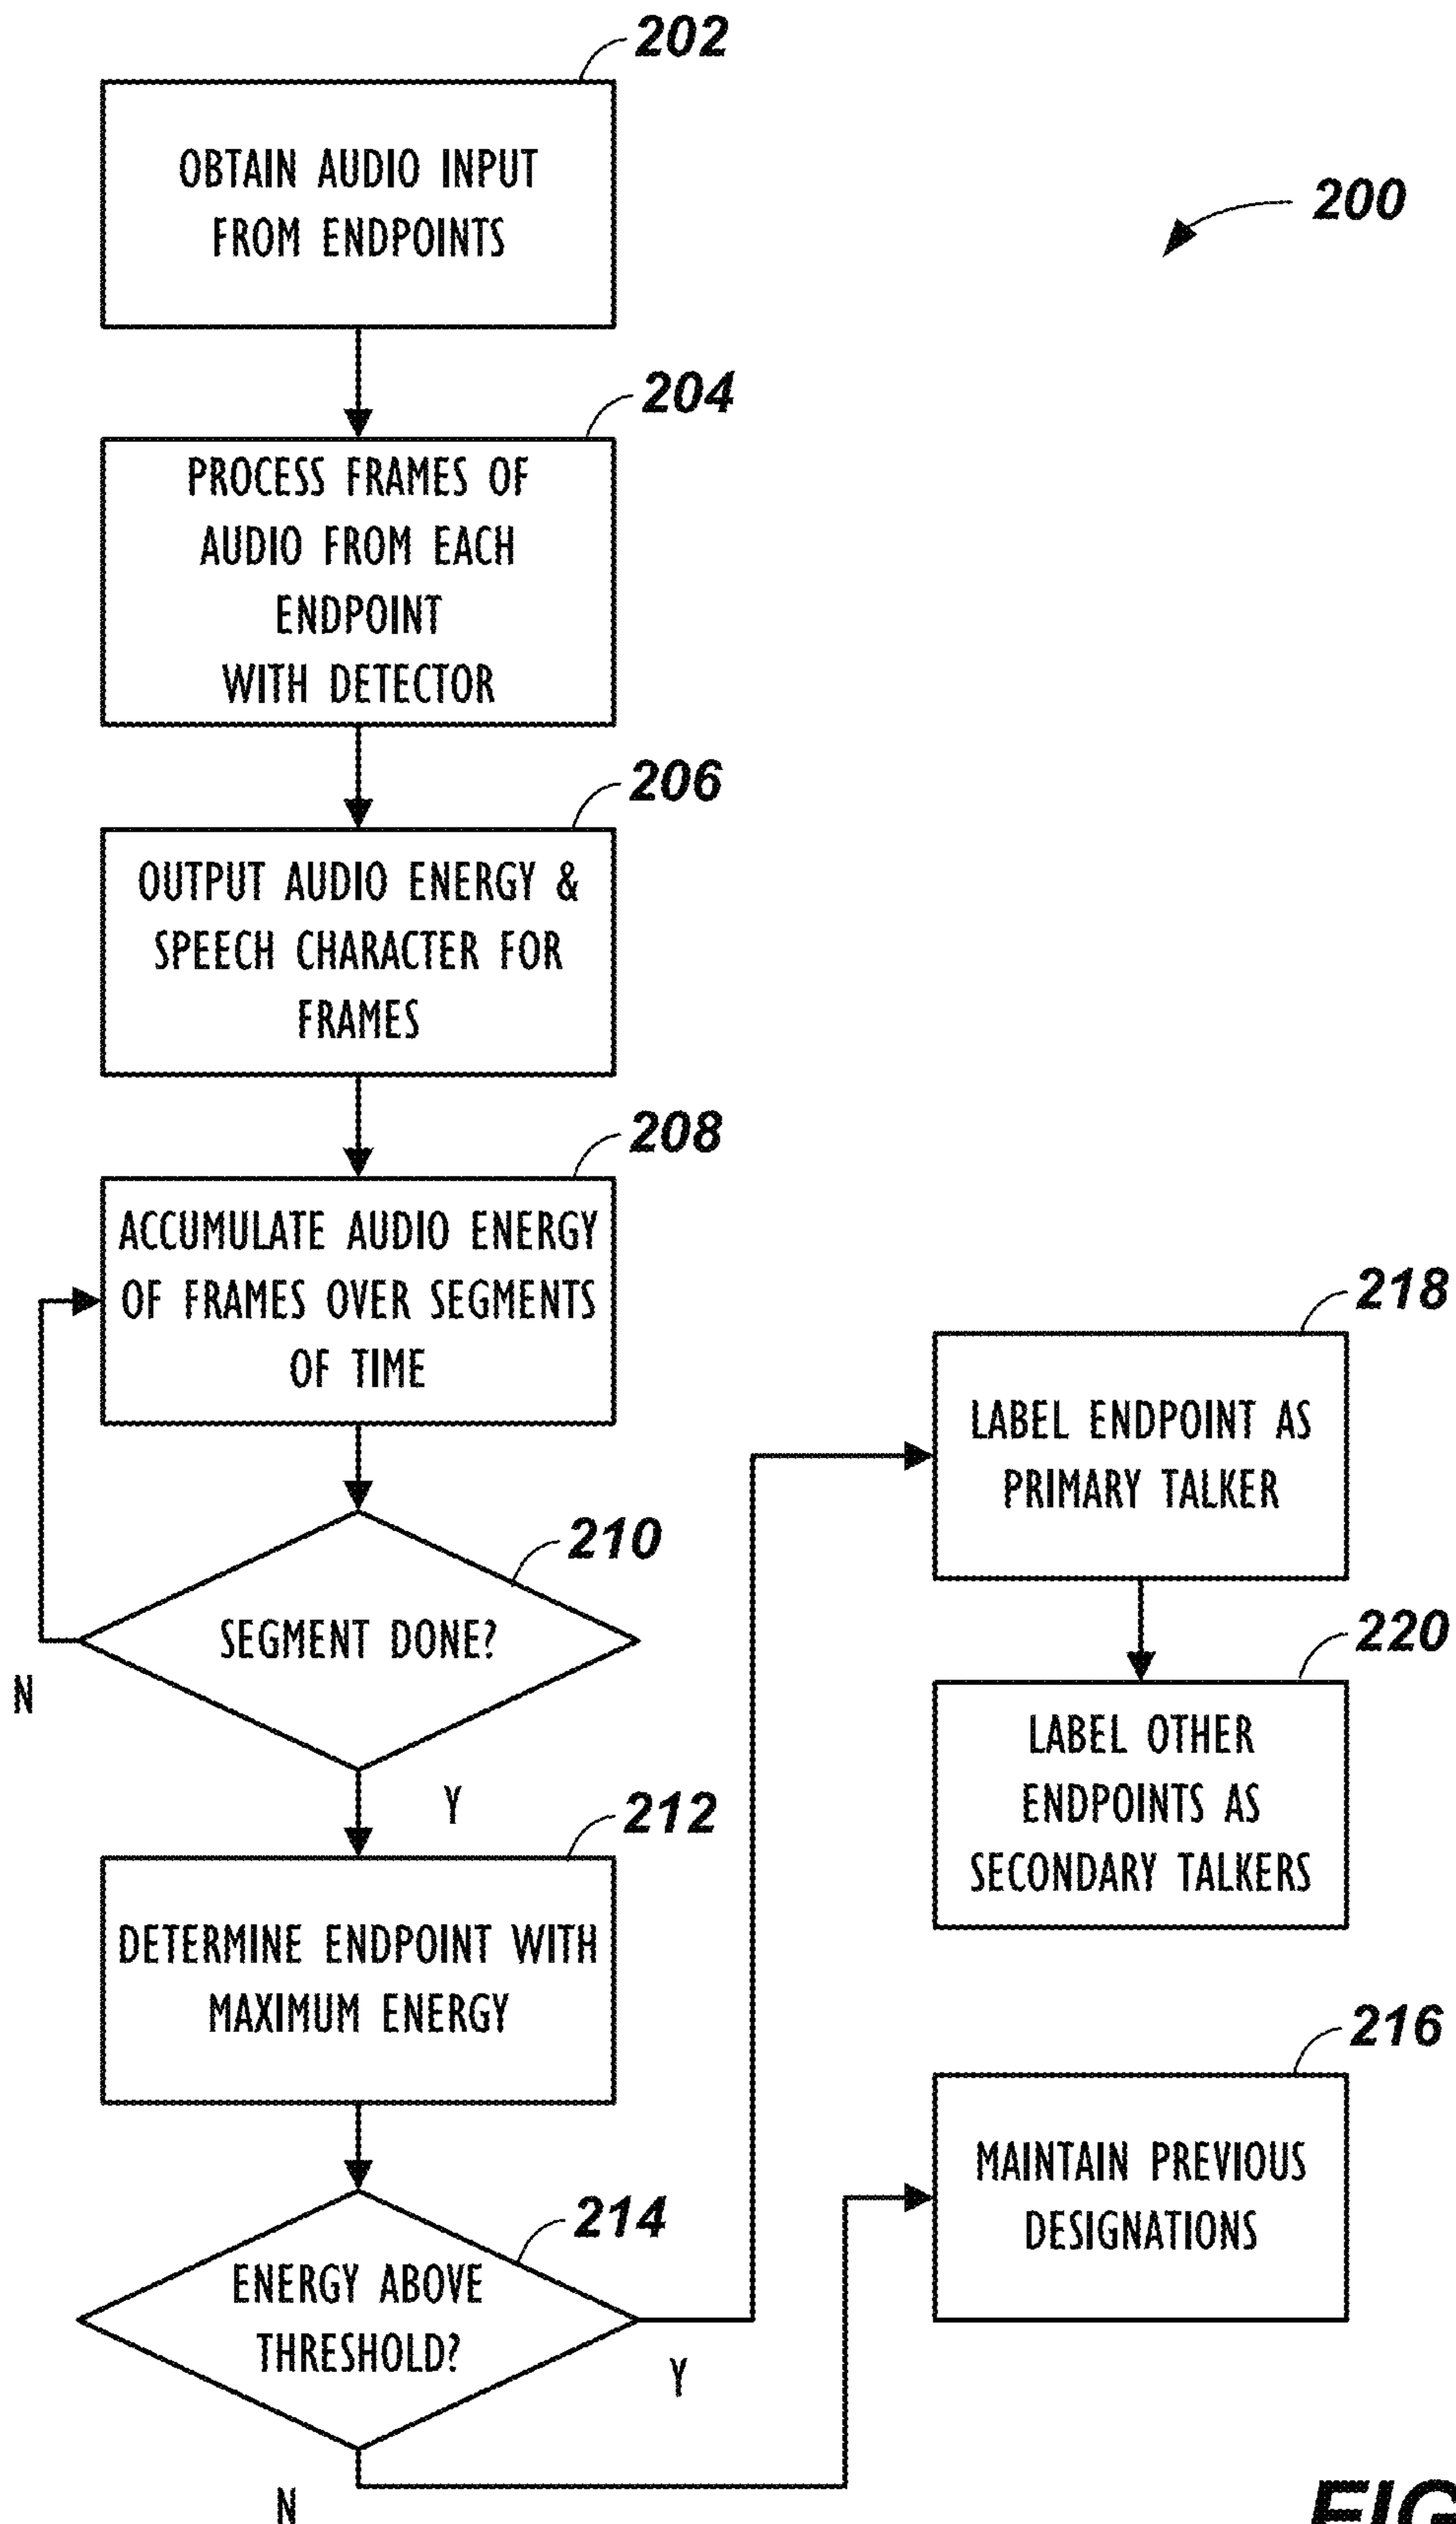 202
OBTAIN AUDIO INPUT
FROM ENDPOINTS
200
204
PROCESS FRAMES OF
AUDIO FROM EACH
ENDPOINT
WITH DETECTOR
206
OUTPUT AUDIO ENERGY &
SPEECH CHARACTER FOR
FRAMES
208
ACCUMULATE AUDIO ENERGY
OF FRAMES OVER SEGMENTS
OF TIME
210
SEGMENT DONE?
N
Y
212
DETERMINE ENDPOINT WITH
MAXIMUM ENERGY
214
ENERGY ABOVE
THRESHOLD?
Y
N
218
LABEL ENDPOINT AS
PRIMARY TALKER
220
LABEL OTHER
ENDPOINTS AS
SECONDARY TALKERS
216
MAINTAIN PREVIOUS
DESIGNATIONS
FIG